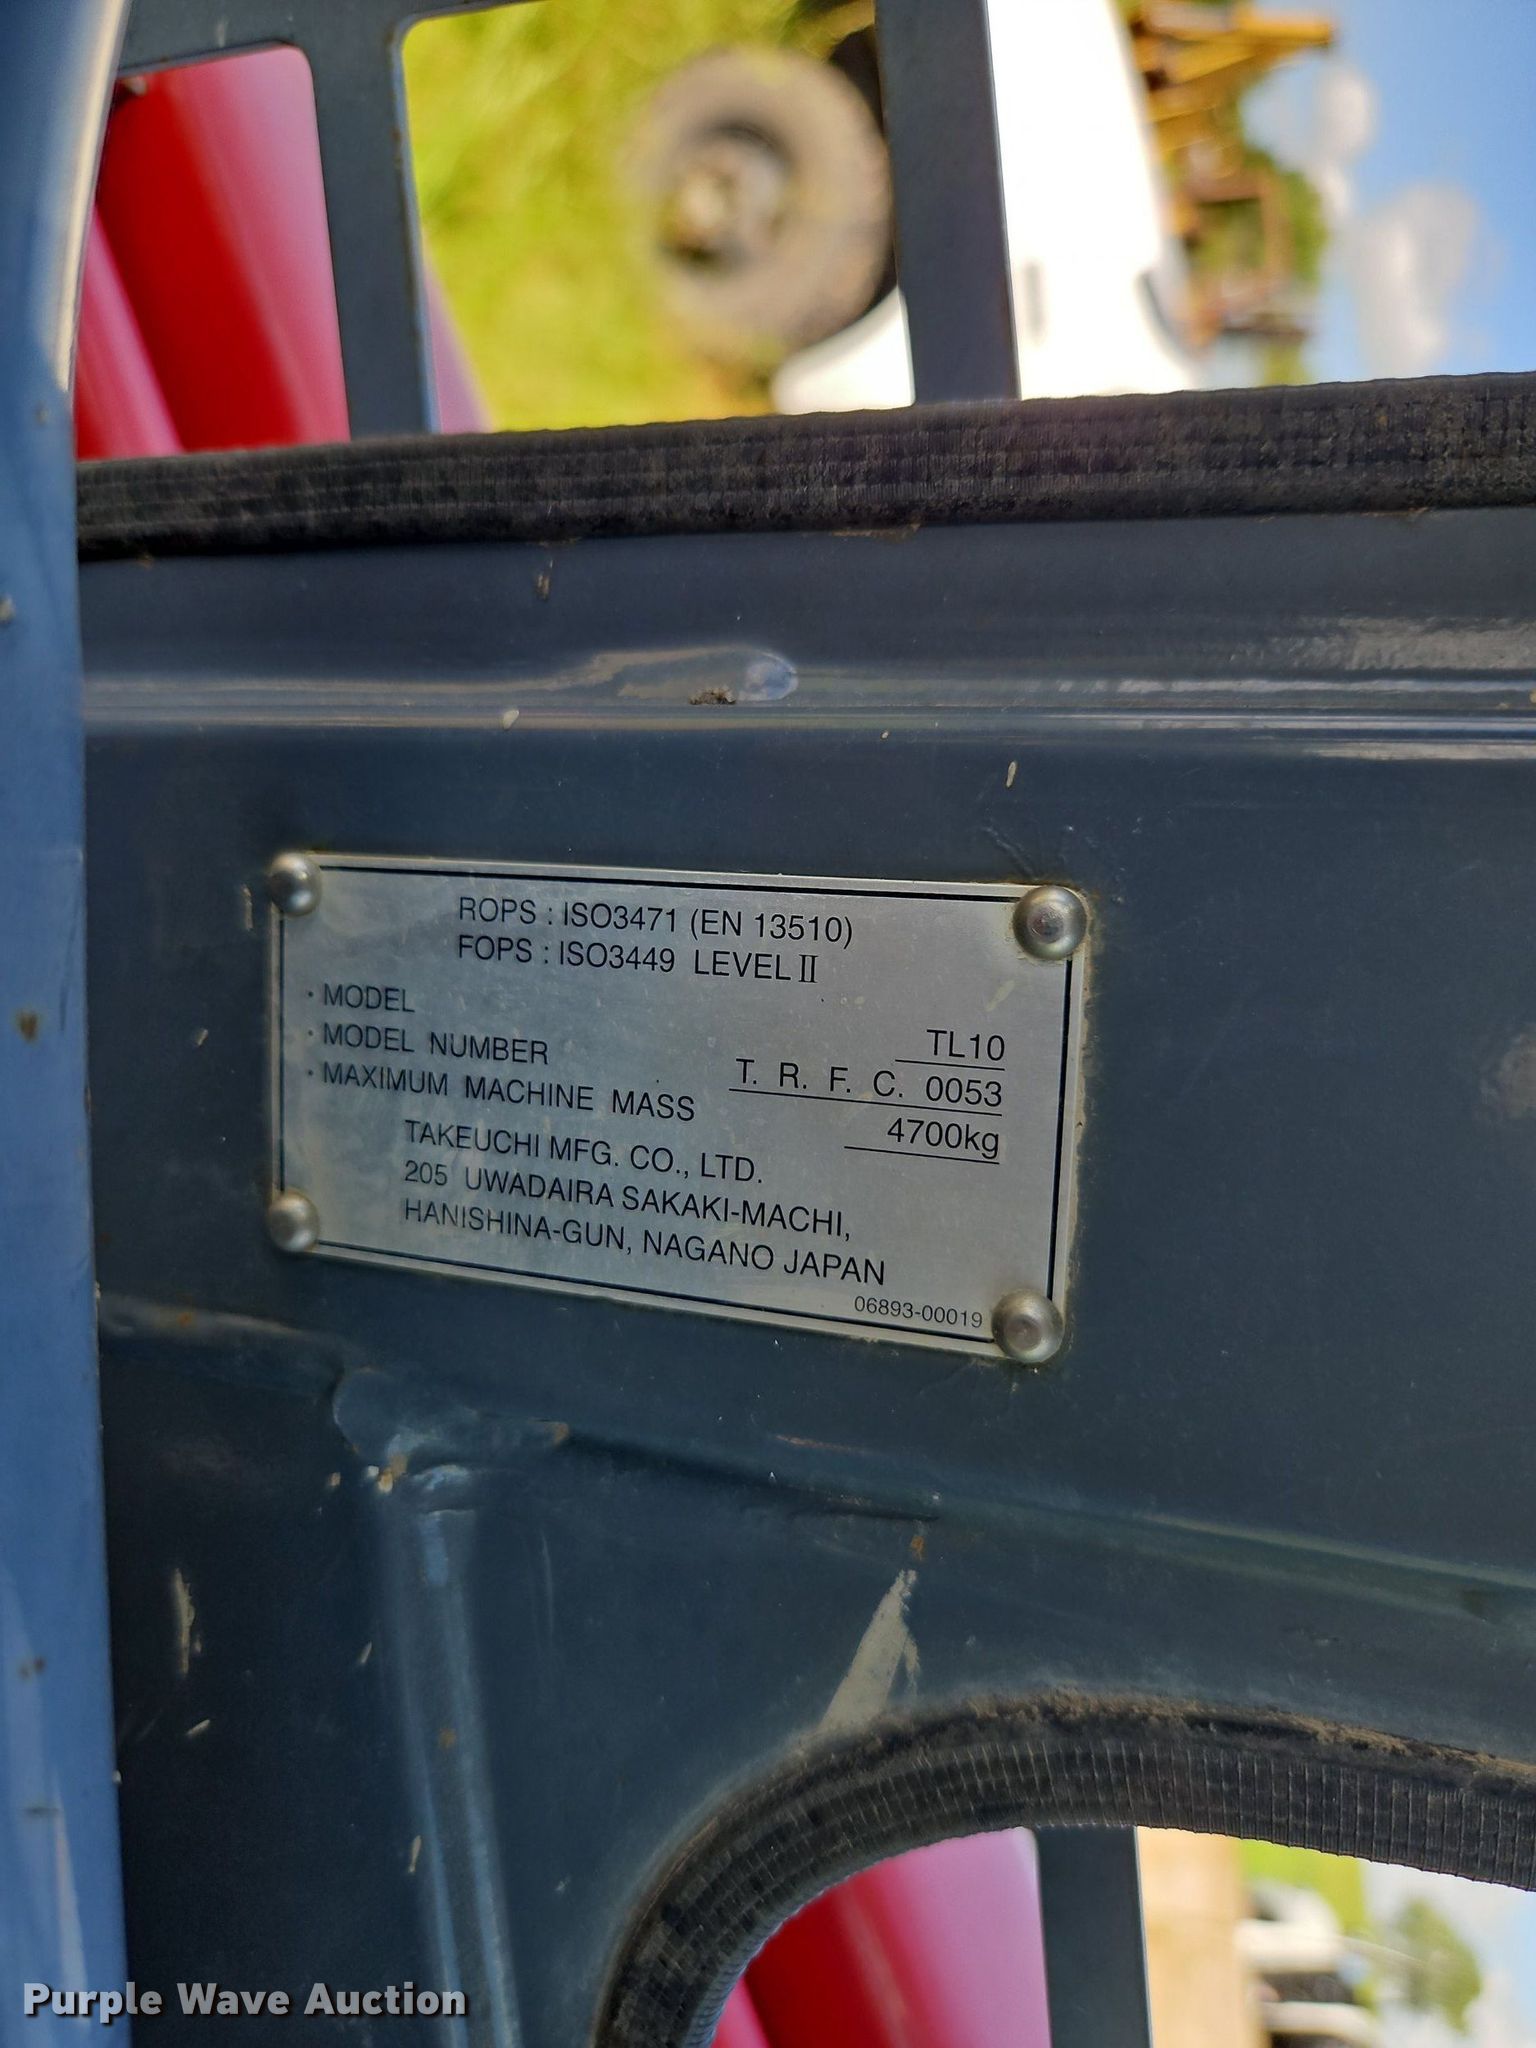 ROPS : ISO3471 (EN 13510)
FOPS : ISO3449 LEVEL II
· MODEL TL10
· MODEL NUMBER T. R. F. C. 0053
· MAXIMUM MACHINE MASS 4700kg
TAKEUCHI MFG. CO., LTD.
205 UWADAIRA SAKAKI-MACHI,
HANISHINA-GUN, NAGANO JAPAN
06893-00019
Purple Wave Auction